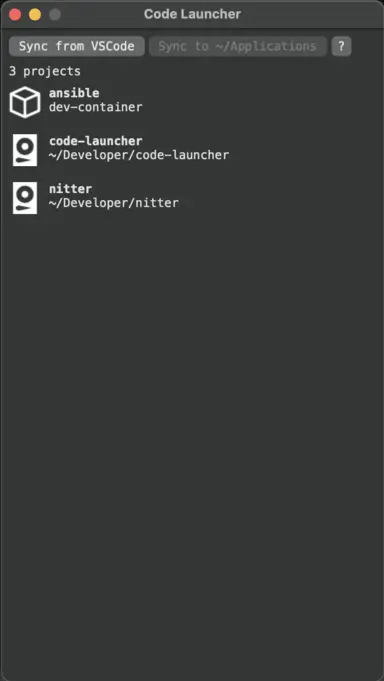 Code Launcher
Sync from VSCode Sync to ~/Applications ?
3 projects
ansible
dev-container
code-launcher
~/Developer/code-launcher
nitter
~/Developer/nitter